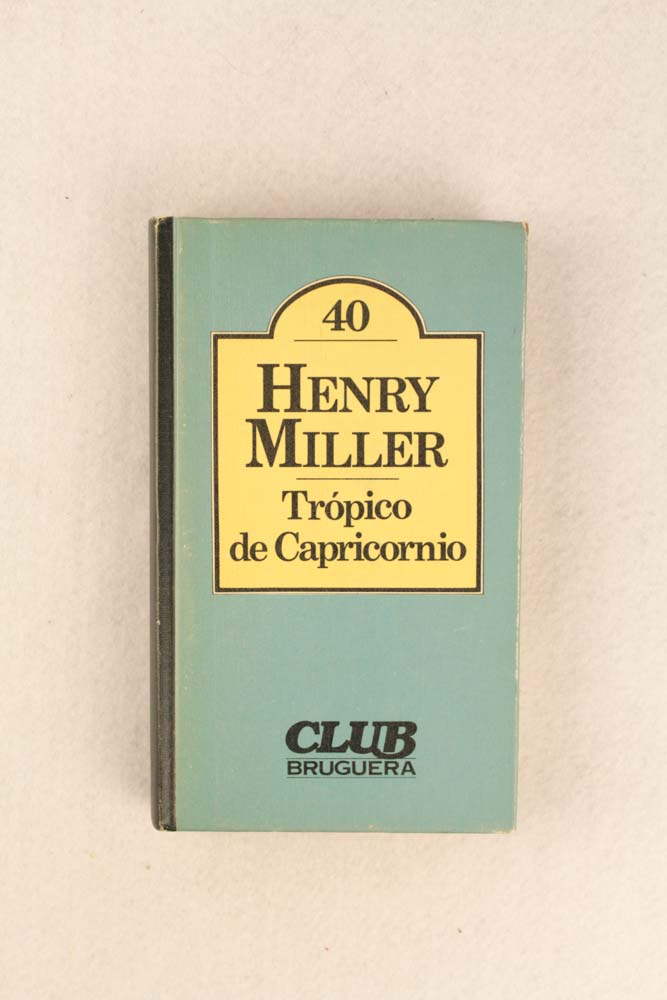 40
HENRY
MILLER
Trópico
de Capricornio
CLUB
BRUGUERA